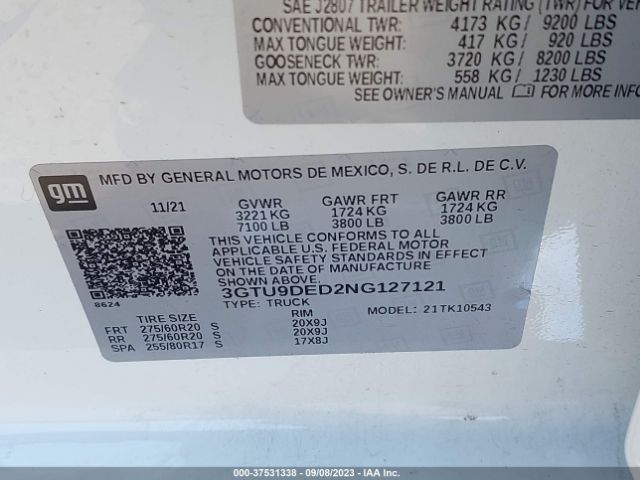 SAE J2807 TRAILER WEIGHT RATING (TWR) FOR VEH
CONVENTIONAL TWR: 4173 KG / 9200 LBS
MAX TONGUE WEIGHT: 417 KG / 920 LBS
GOOSENECK TWR: 3720 KG / 8200 LBS
MAX TONGUE WEIGHT: 558 KG / 1230 LBS
SEE OWNER'S MANUAL FOR MORE INFO
gm
MFD BY GENERAL MOTORS DE MEXICO, S. DE R.L. DE C.V.
11/21 GVWR GAWR FRT GAWR RR
3221 KG 1724 KG 1724 KG
7100 LB 3800 LB 3800 LB
THIS VEHICLE CONFORMS TO ALL
APPLICABLE U.S. FEDERAL MOTOR
VEHICLE SAFETY STANDARDS IN EFFECT
ON THE DATE OF MANUFACTURE
SHOWN ABOVE.
3GTU9DED2NG127121
8624
TYPE: TRUCK MODEL: 21TK10543
TIRE SIZE RIM
FRT 275/60R20 S 20X9J
RR 275/60R20 S 20X9J
SPA 255/80R17 S 17X8J
000-37531338 - 09/08/2023 - IAAI.COM